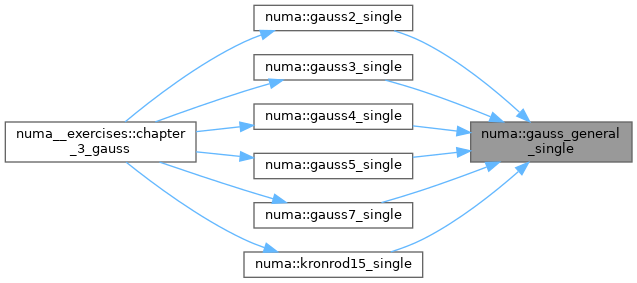 numa::gauss2_single
numa::gauss3_single
numa::gauss4_single
numa__exercises::chapter
_3_gauss
numa::gauss_general
_single
numa::gauss5_single
numa::gauss7_single
numa::kronrod15_single